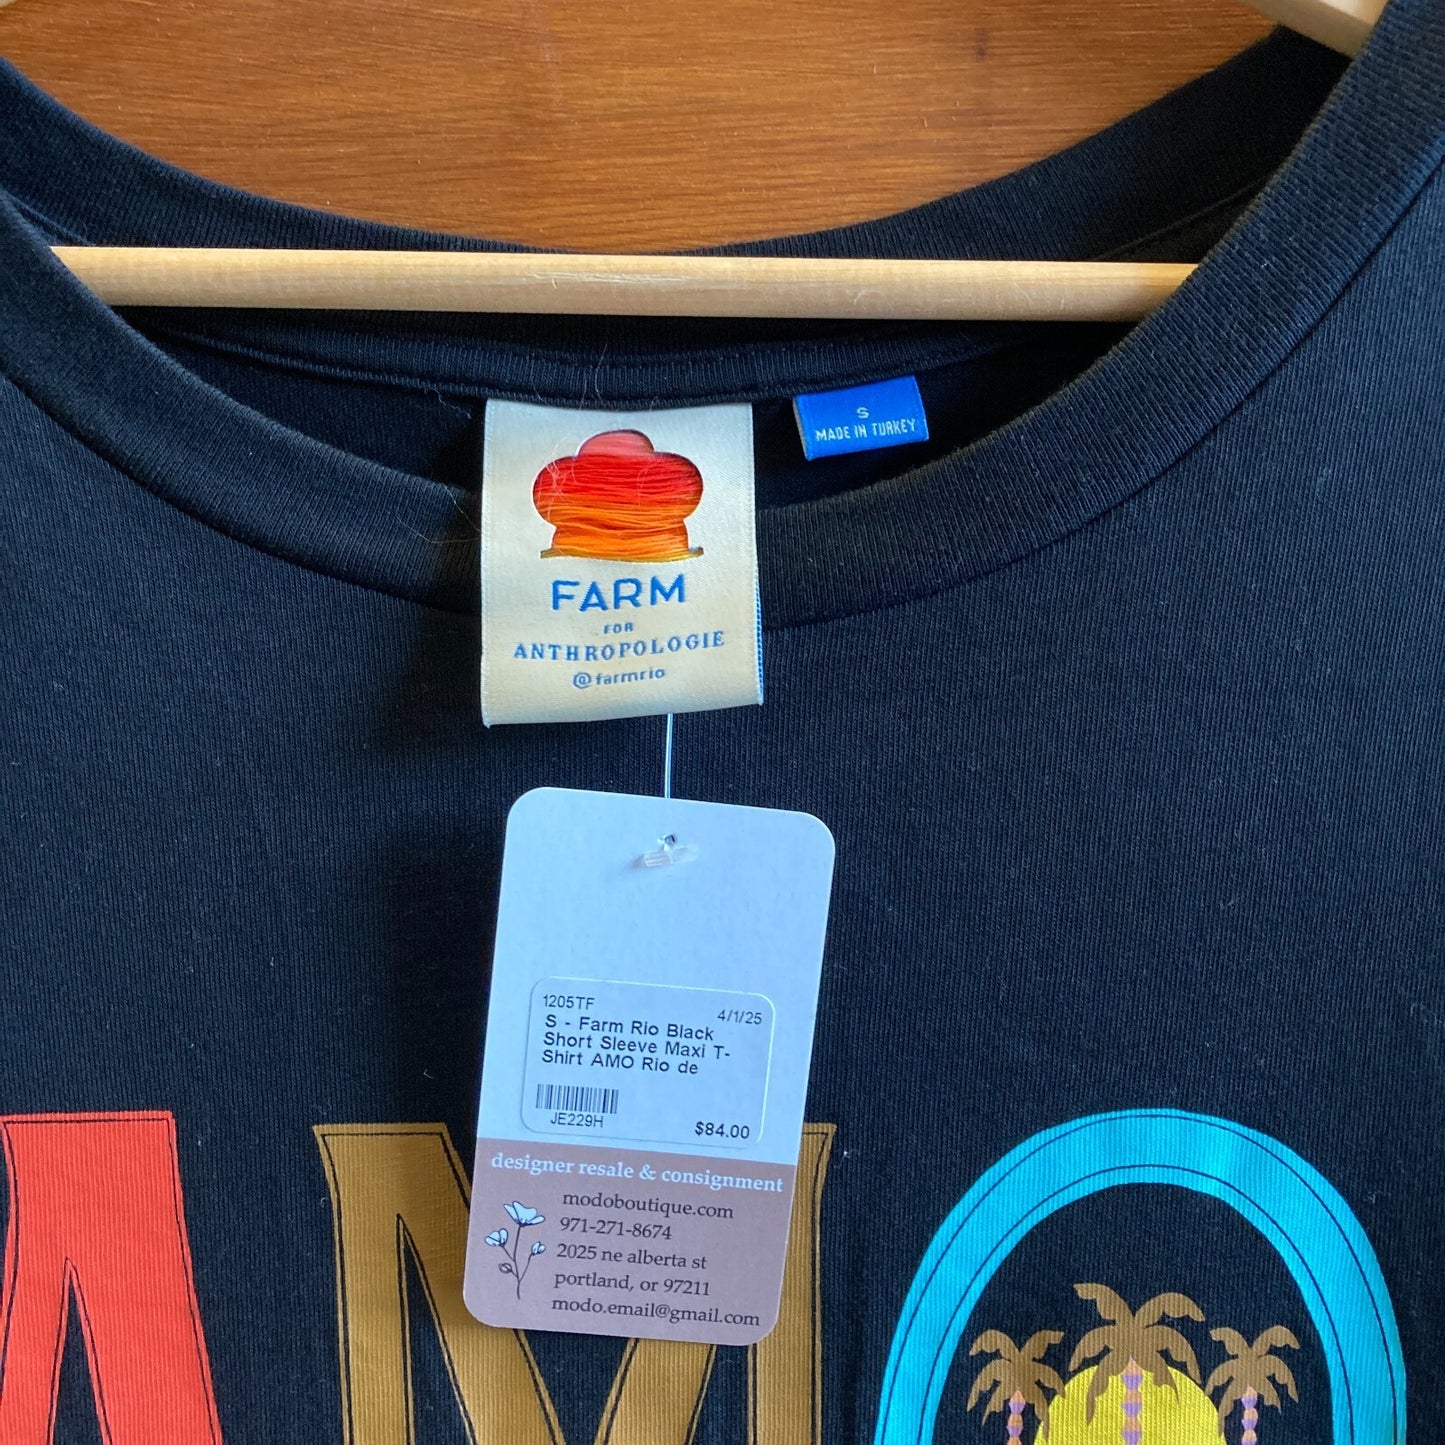 S
MADE IN TURKEY
FARM
FOR
ANTHROPOLOGIE
@farmrio
1205TF 4/1/25
S - Farm Rio Black
Short Sleeve Maxi T-
Shirt AMO Rio de
JE229H $84.00
designer resale & consignment
modoboutique.com
971-271-8674
2025 ne alberta st
portland, or 97211
modo.email@gmail.com
AMO